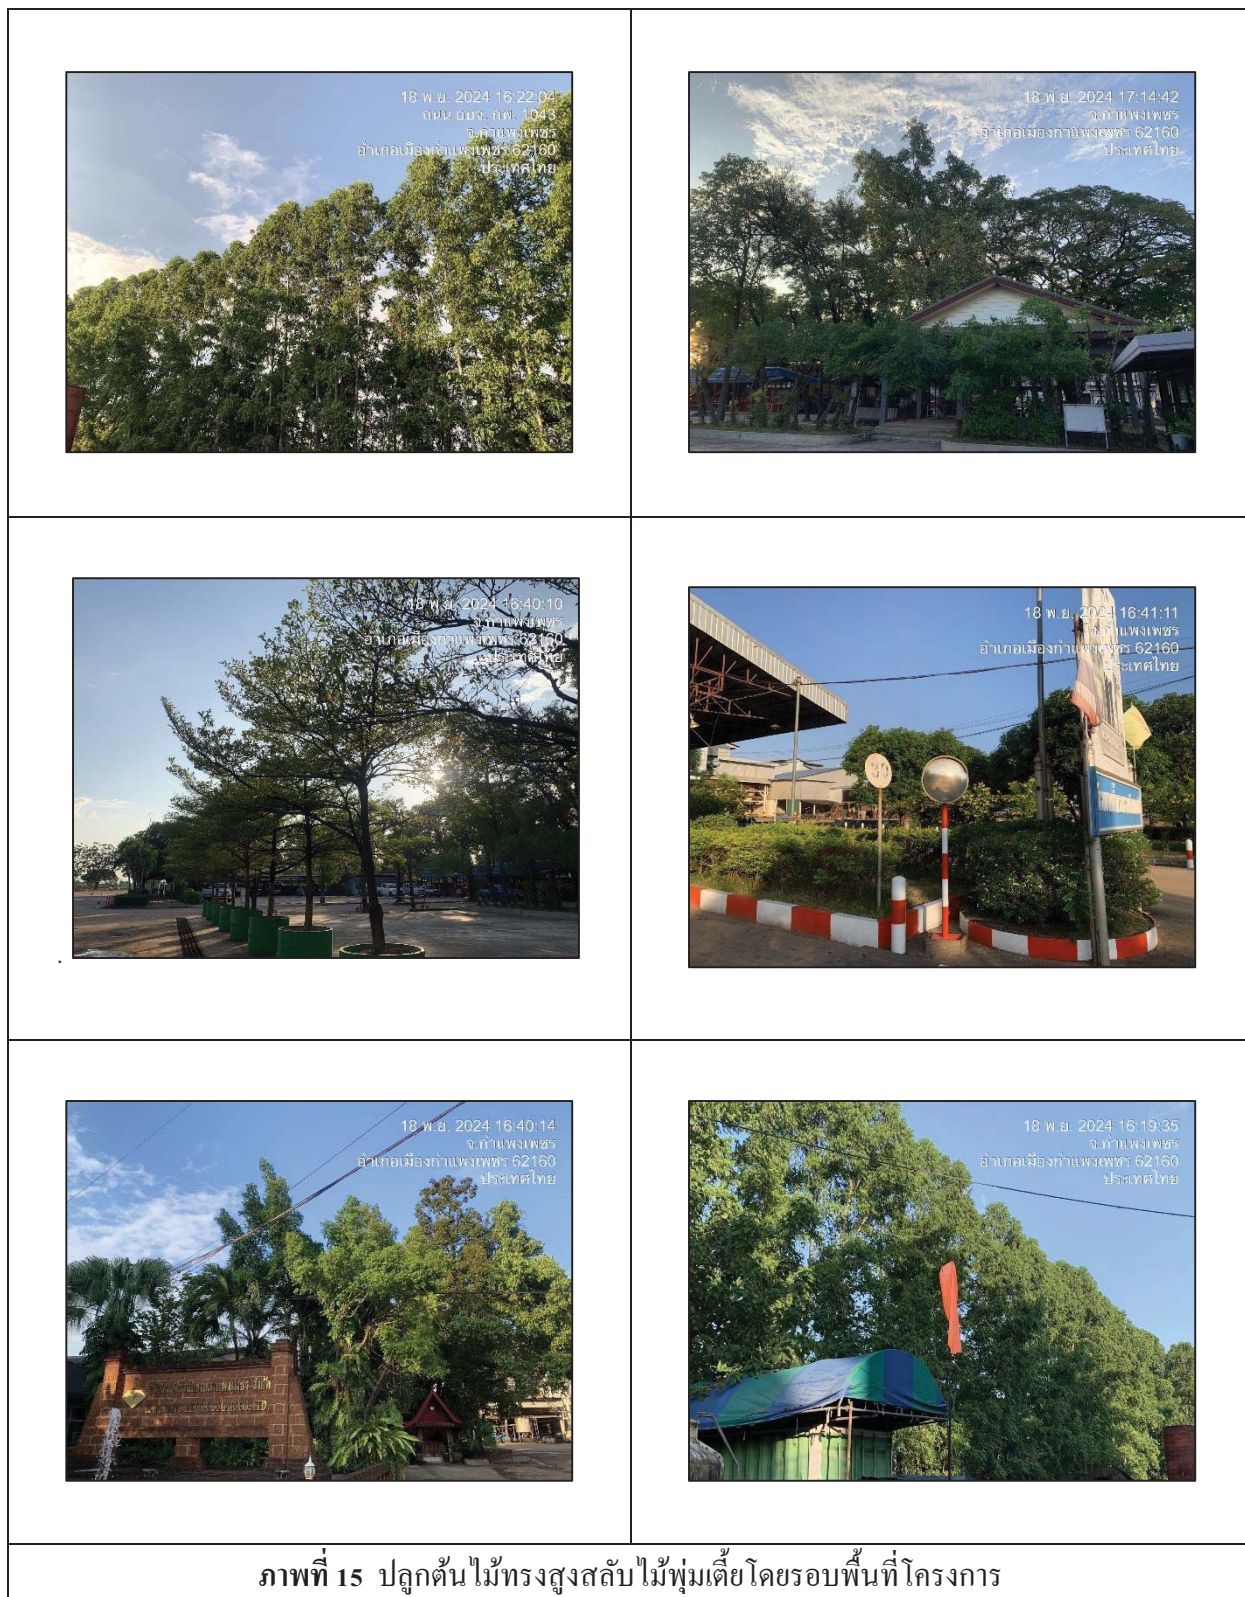 18 พ.ย. 2024 16:22:04
ถนน อบจ. กพ. 1043
จ.กำแพงเพชร
อำเภอเมืองกำแพงเพชร 62160
ประเทศไทย
18 พ.ย. 2024 17:14:42
จ.กำแพงเพชร
อำเภอเมืองกำแพงเพชร 62160
ประเทศไทย
18 พ.ย. 2024 16:40:10
จ.กำแพงเพชร
อำเภอเมืองกำแพงเพชร 62160
ประเทศไทย
18 พ.ย. 2024 16:41:11
จ.กำแพงเพชร
อำเภอเมืองกำแพงเพชร 62160
ประเทศไทย
30
18 พ.ย. 2024 16:40:14
จ.กำแพงเพชร
อำเภอเมืองกำแพงเพชร 62160
ประเทศไทย
18 พ.ย. 2024 16:19:35
จ.กำแพงเพชร
อำเภอเมืองกำแพงเพชร 62160
ประเทศไทย
ภาพที่ 15 ปลูกต้นไม้ทรงสูงสลับไม้พุ่มเตี้ยโดยรอบพื้นที่โครงการ